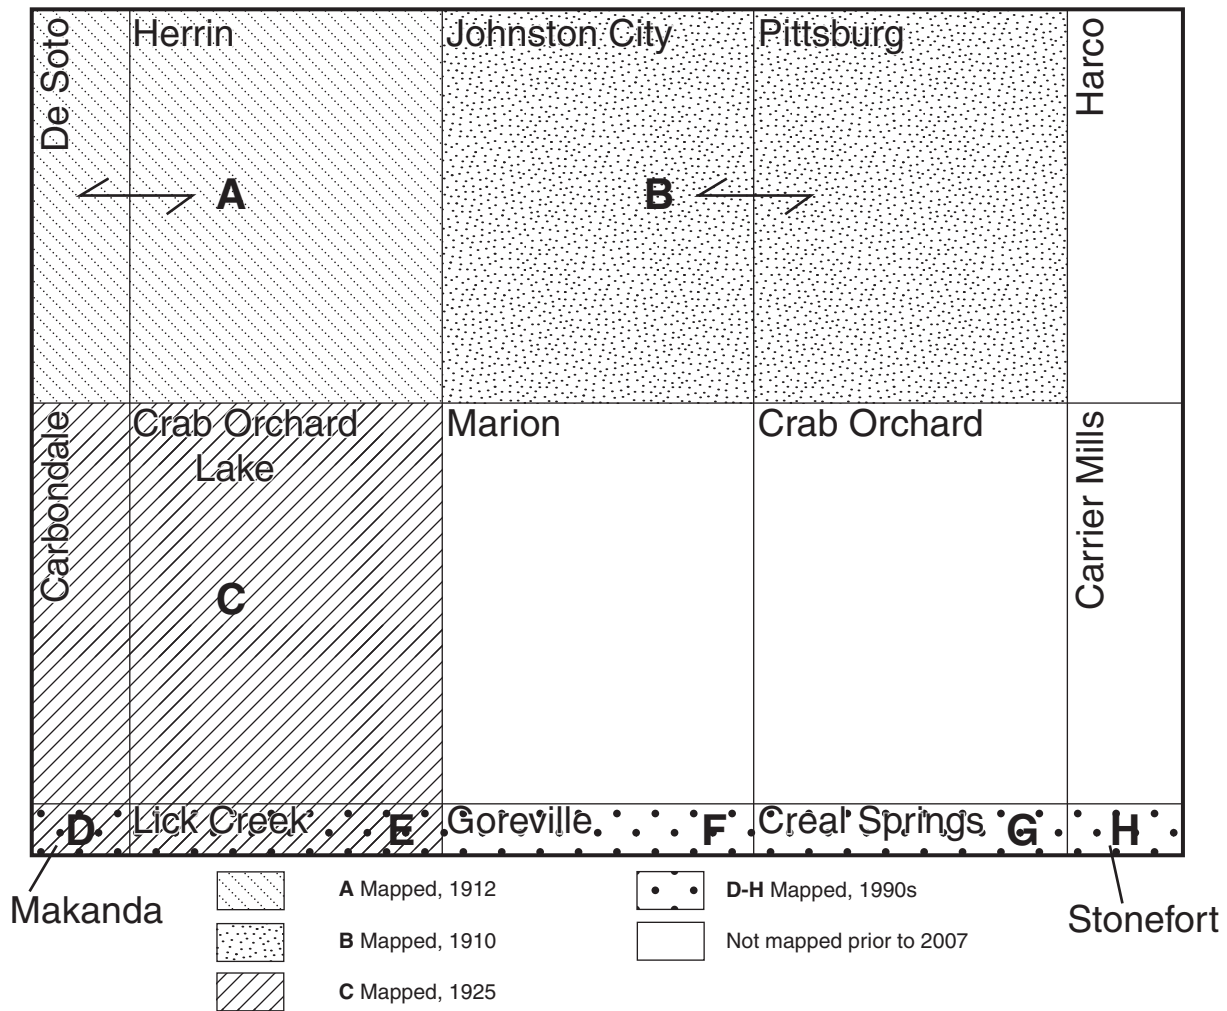 De Soto
Herrin
Johnston City
Pittsburg
Harco
A
B
Carbondale
Crab Orchard
Lake
Marion
Crab Orchard
Carrier Mills
C
D
Lick Creek
E
Goreville
F
Creal Springs
G
H
Makanda
Stonefort
A Mapped, 1912
B Mapped, 1910
C Mapped, 1925
D-H Mapped, 1990s
Not mapped prior to 2007